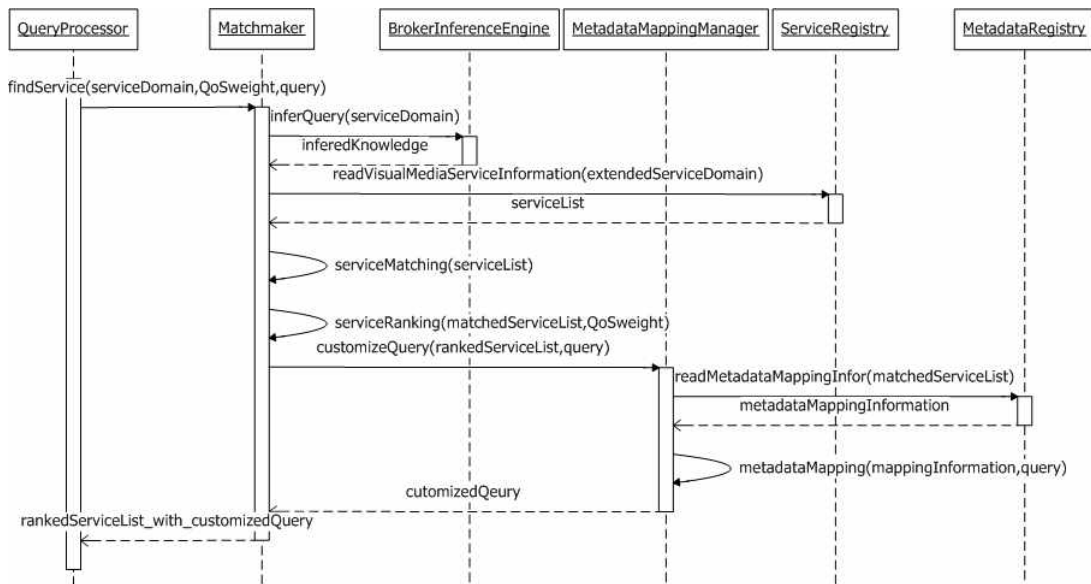 QueryProcessor
Matchmaker
BrokerInferenceEngine
MetadataMappingManager
ServiceRegistry
MetadataRegistry
findService(serviceDomain,QoSweight,query)
inferQuery(serviceDomain)
inferedKnowledge
readVisualMediaServiceInformation(extendedServiceDomain)
serviceList
serviceMatching(serviceList)
serviceRanking(matchedServiceList,QoSweight)
customizeQuery(rankedServiceList,query)
readMetadataMappingInfor(matchedServiceList)
metadataMappingInformation
metadataMapping(mappingInformation,query)
cutomizedQeury
rankedServiceList_with_customizedQuery